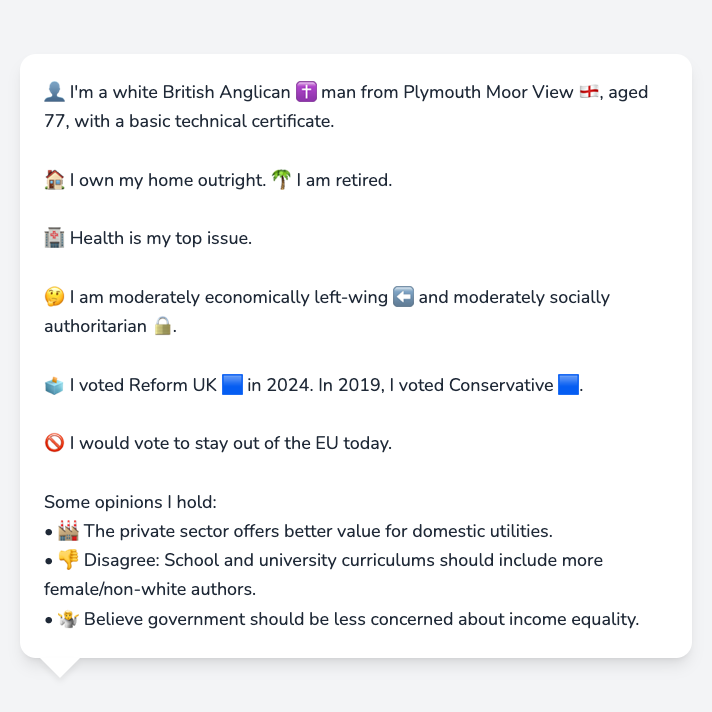 👤 I'm a white British Anglican ✝️ man from Plymouth Moor View 🏴󠁧󠁢󠁥󠁮󠁧󠁿, aged
77, with a basic technical certificate.
🏠 I own my home outright. 🌴 I am retired.
🏥 Health is my top issue.
🤔 I am moderately economically left-wing ⬅️ and moderately socially
authoritarian 🔒.
🗳️ I voted Reform UK 🟦 in 2024. In 2019, I voted Conservative 🟦.
🚫 I would vote to stay out of the EU today.
Some opinions I hold:
• 🏭 The private sector offers better value for domestic utilities.
• 👎 Disagree: School and university curriculums should include more
female/non-white authors.
• 🤷 Believe government should be less concerned about income equality.